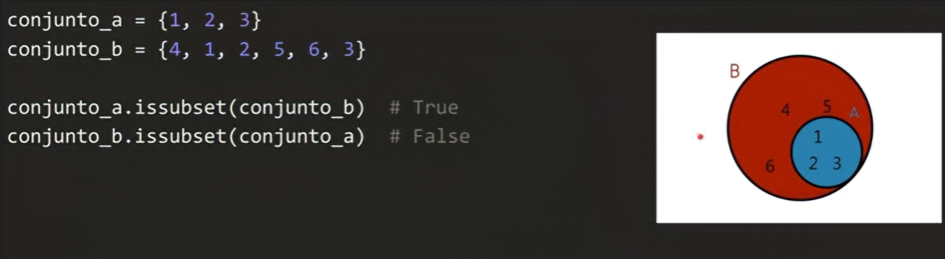 conjunto_a = {1, 2, 3}
conjunto_b = {4, 1, 2, 5, 6, 3}
conjunto_a.issubset(conjunto_b)  # True
conjunto_b.issubset(conjunto_a)  # False
B
4 5 A
1
6 2 3